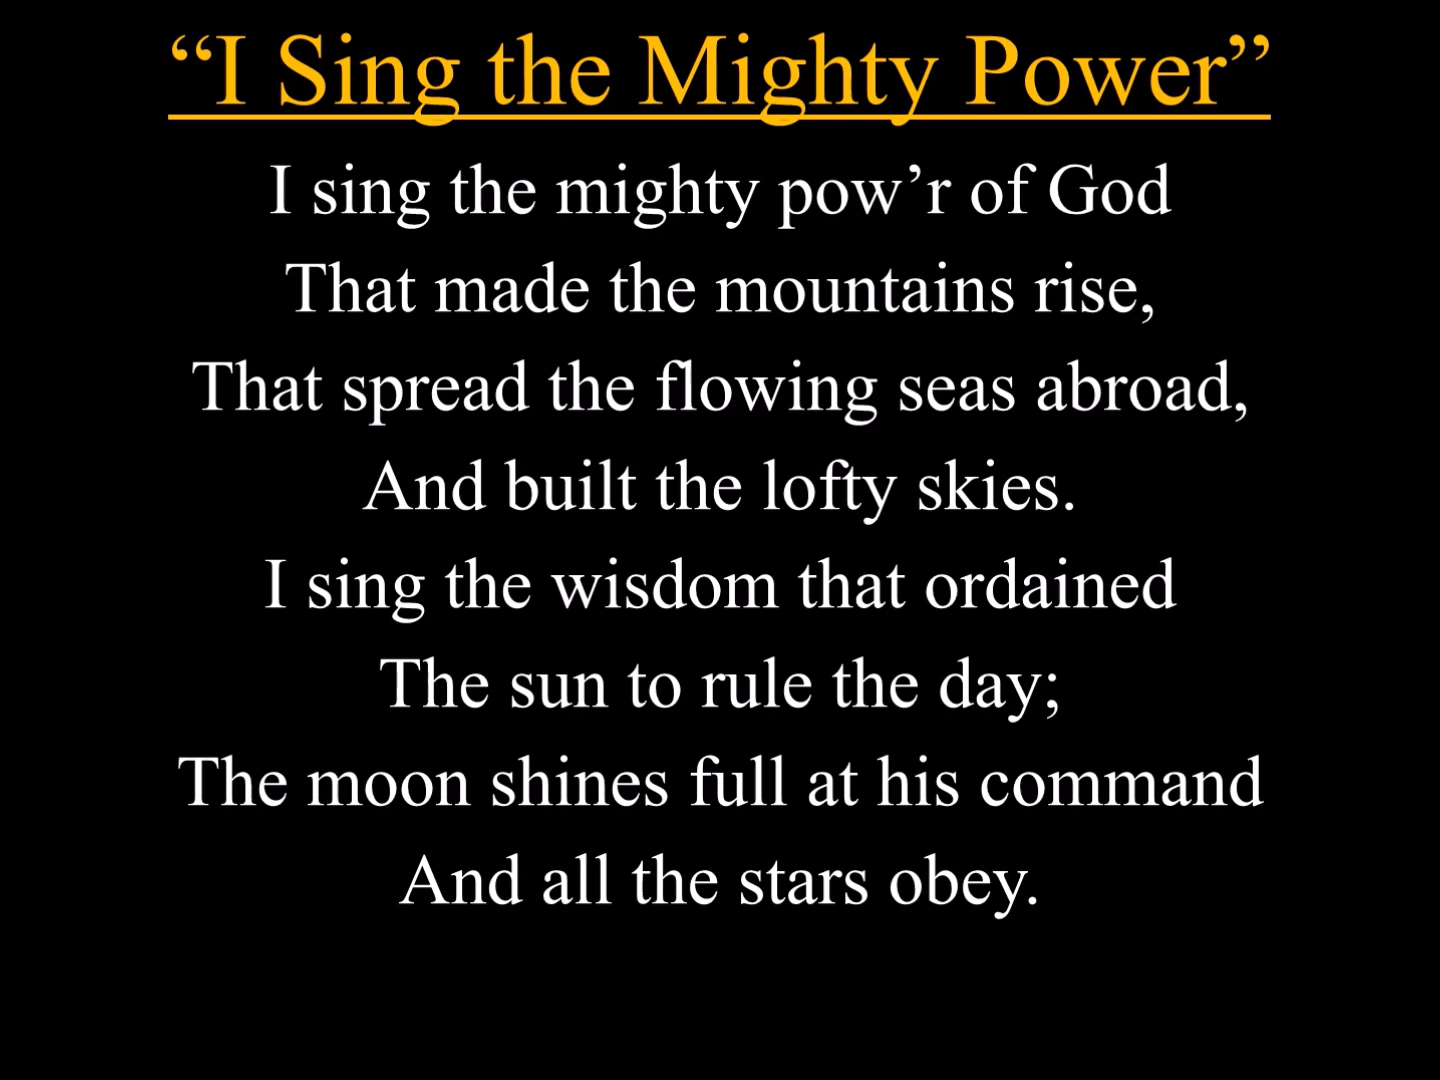 “I Sing the Mighty Power”
I sing the mighty pow’r of God
That made the mountains rise,
That spread the flowing seas abroad,
And built the lofty skies.
I sing the wisdom that ordained
The sun to rule the day;
The moon shines full at his command
And all the stars obey.